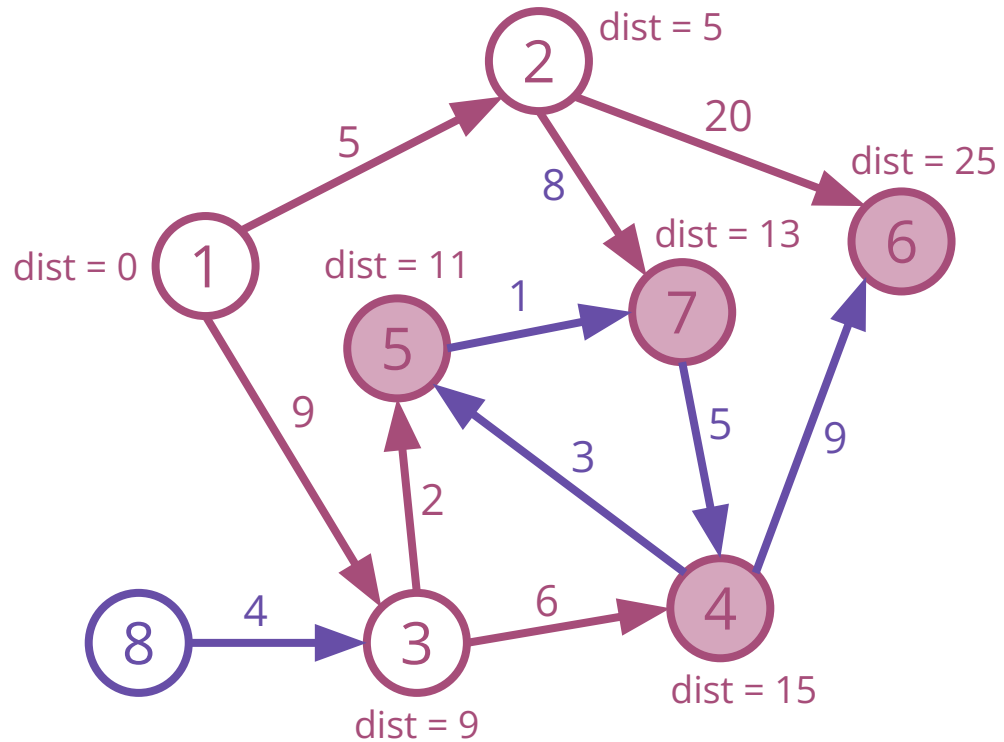 2
dist = 5
20
5
dist = 25
8
6
dist = 13
1
dist = 0
dist = 11
1
7
5
9
5
9
3
2
6
4
4
8
3
dist = 15
dist = 9